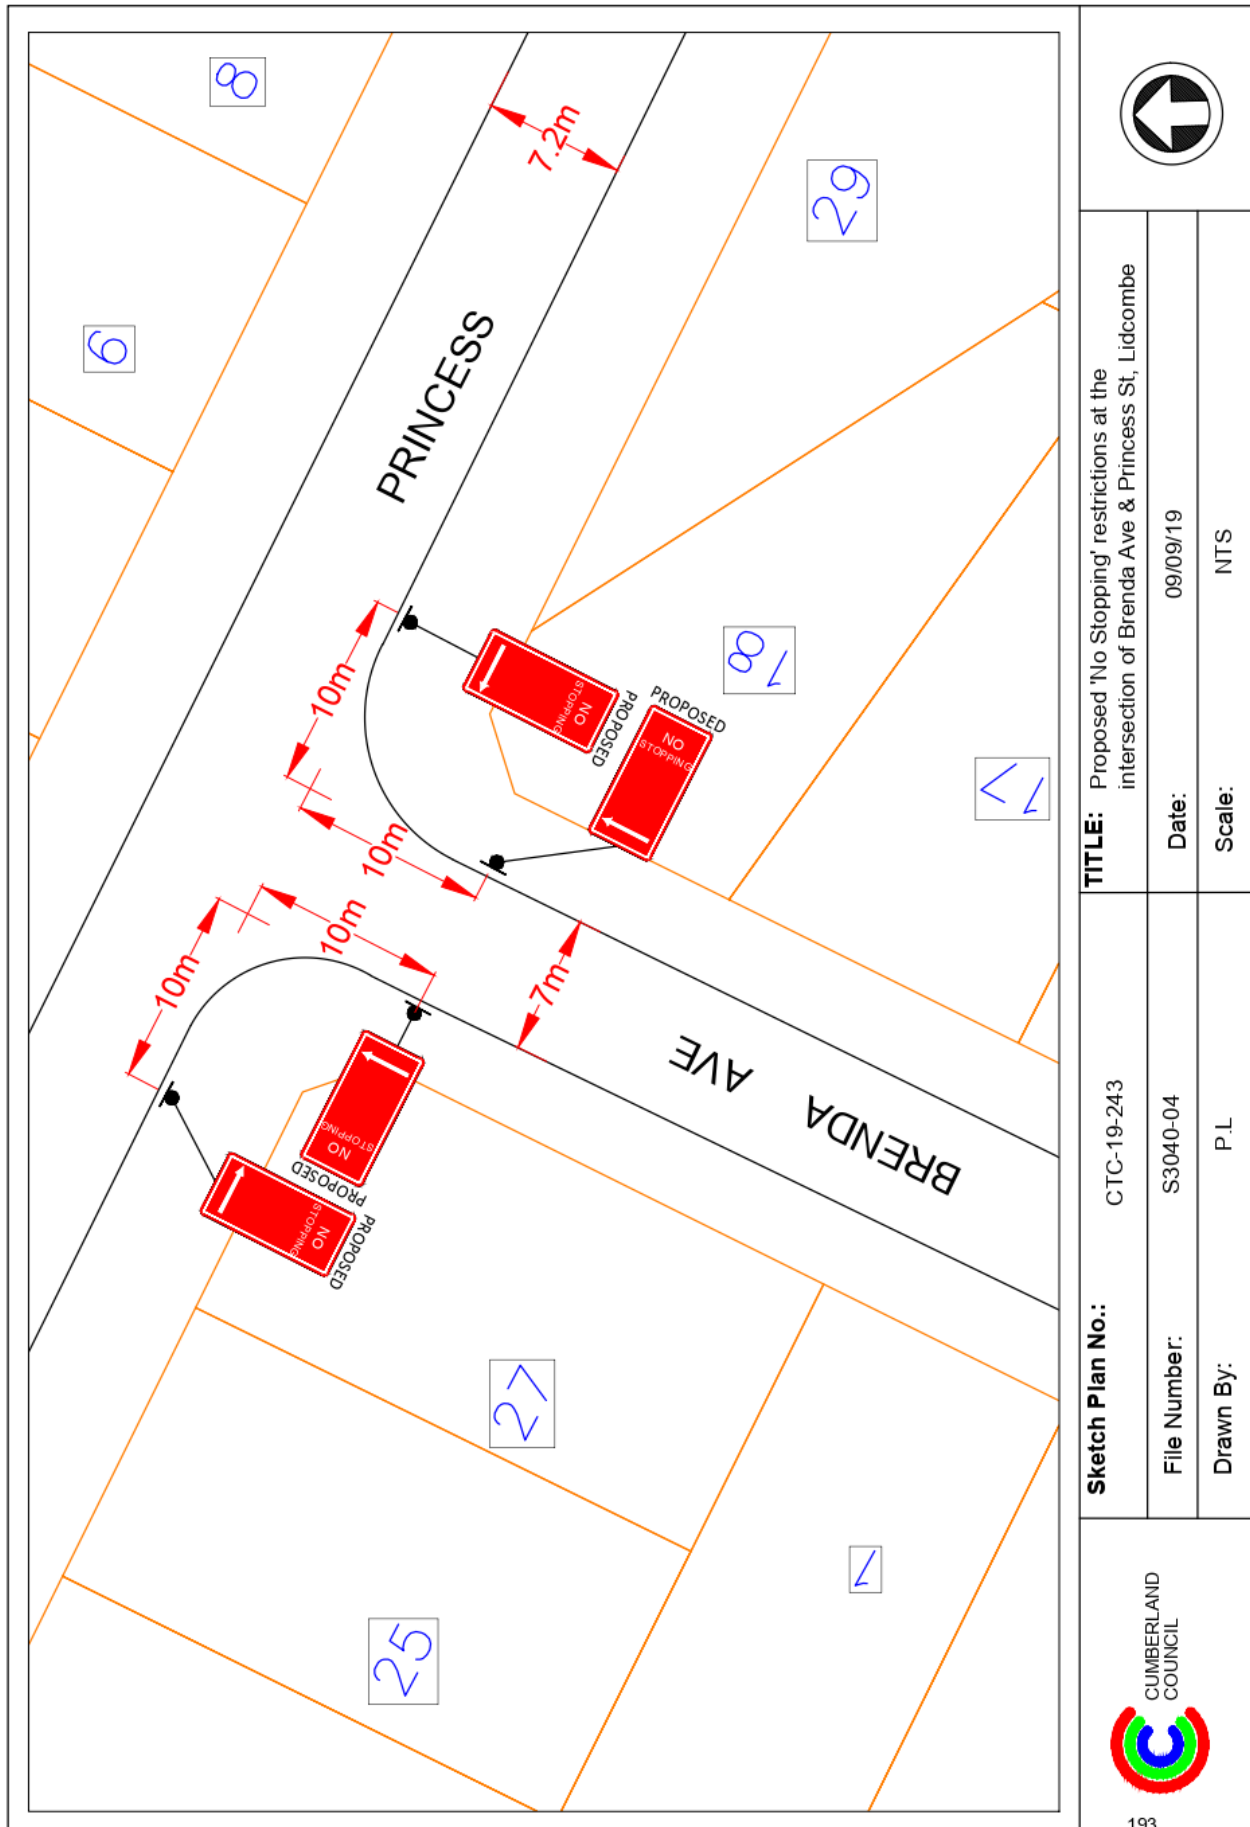 8
6
7.2m
29
PRINCESS
10m
10m
NO
STOPPING
PROPOSED
18
NO
STOPPING
PROPOSED
17
10m
10m
7m
NO
STOPPING
PROPOSED
NO
STOPPING
PROPOSED
BRENDA AVE
27
25
1
CUMBERLAND
COUNCIL
Sketch Plan No.: CTC-19-243
File Number: S3040-04
Drawn By: P.L
TITLE: Proposed 'No Stopping' restrictions at the
intersection of Brenda Ave & Princess St, Lidcombe
Date: 09/09/19
Scale: NTS
193